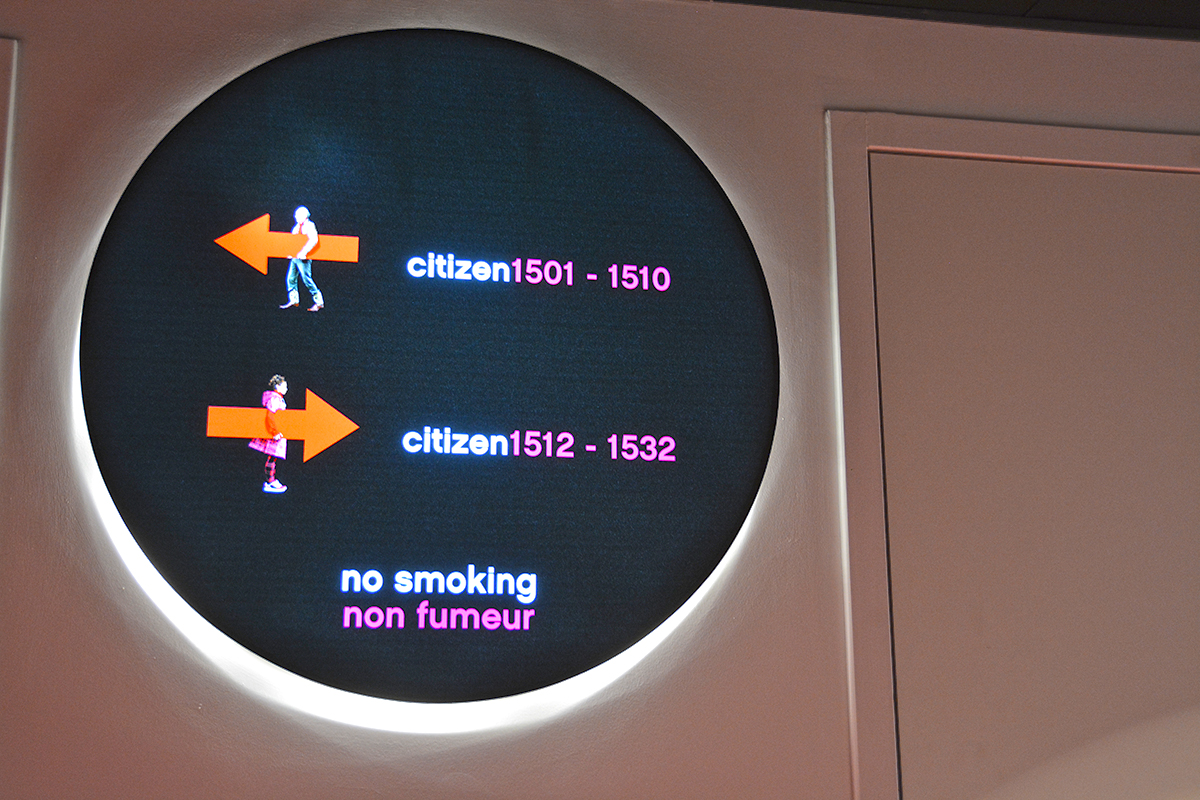 citizen1501 - 1510
citizen1512 - 1532
no smoking
non fumeur